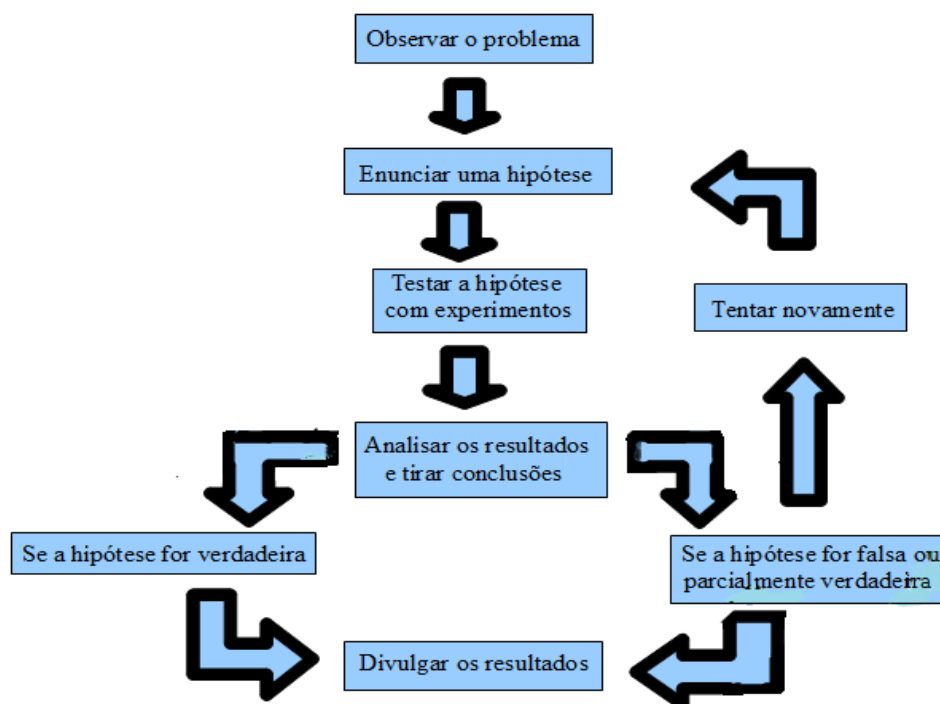 Observar o problema
Enunciar uma hipótese
Testar a hipótese
com experimentos
Tentar novamente
Analisar os resultados
e tirar conclusões
Se a hipótese for verdadeira
Se a hipótese for falsa ou
parcialmente verdadeira
Divulgar os resultados